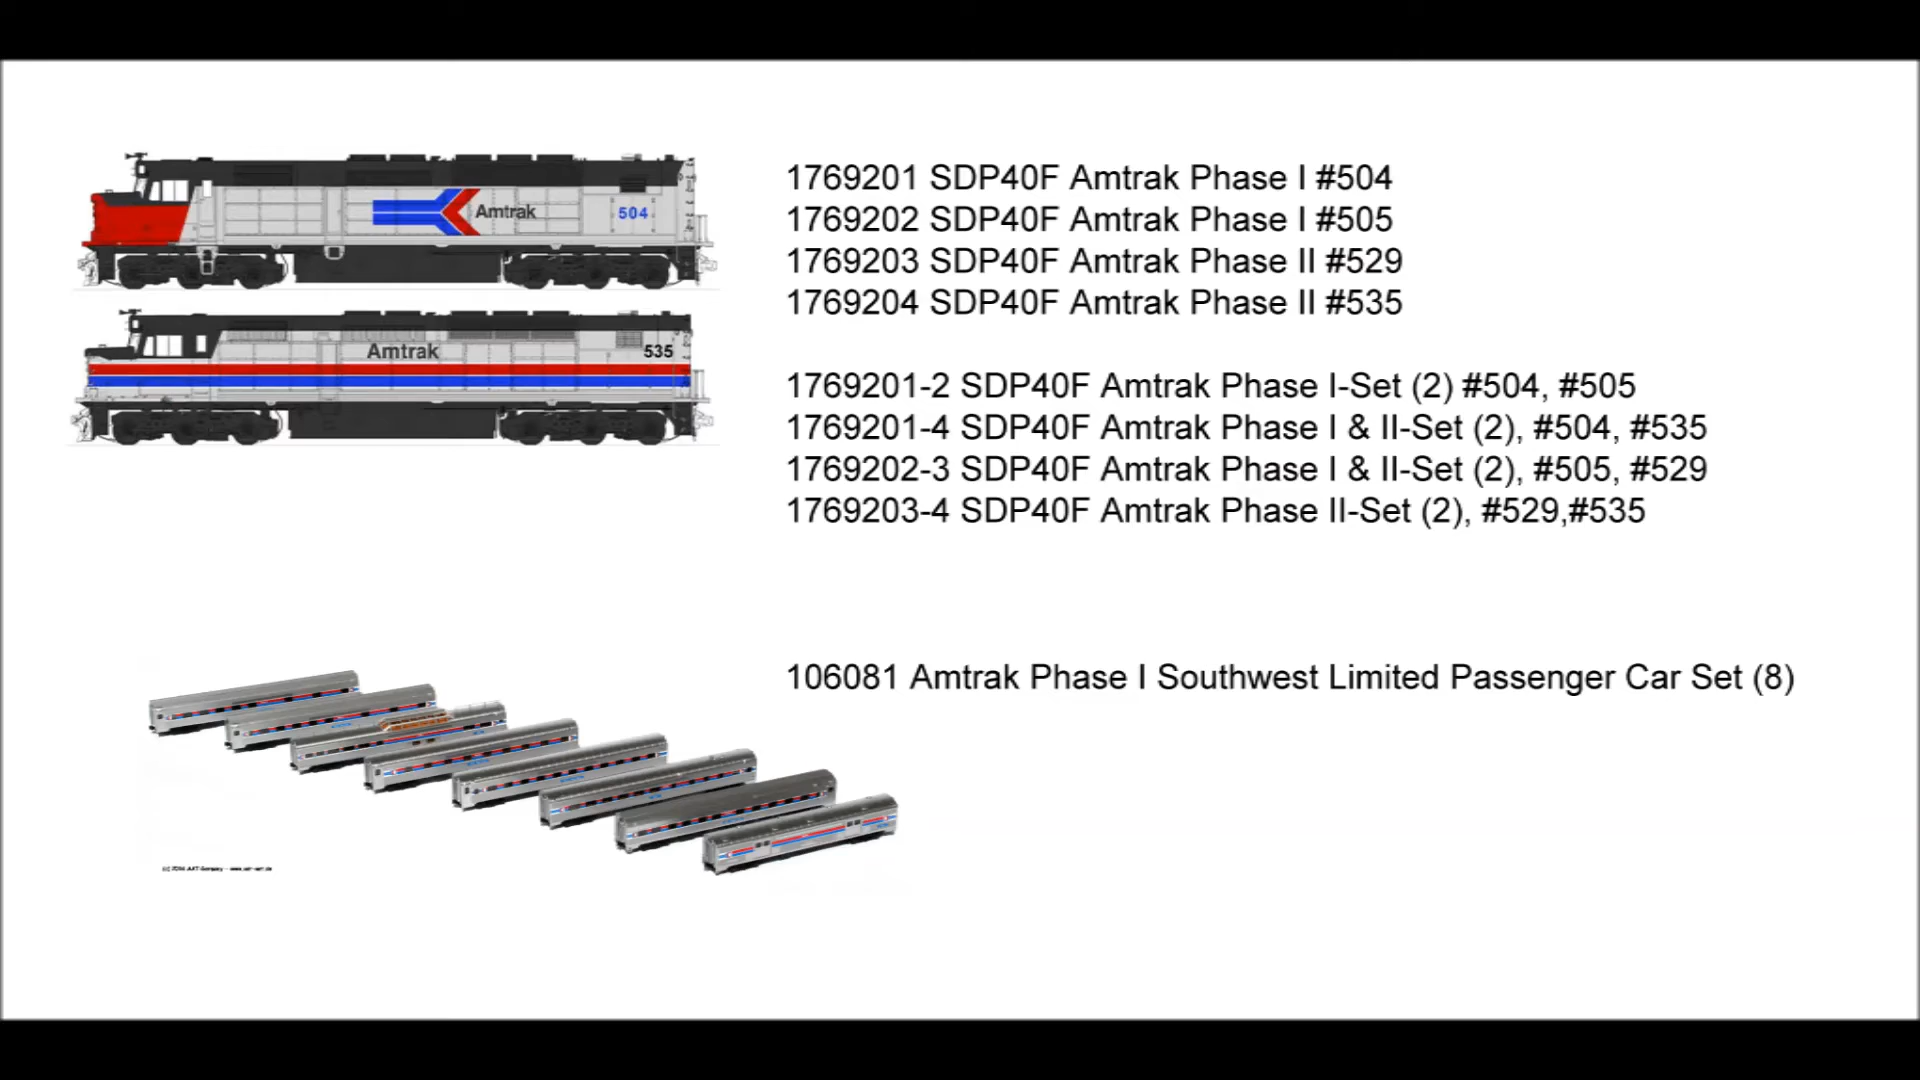 Amtrak
504
Amtrak
535
1769201 SDP40F Amtrak Phase I #504
1769202 SDP40F Amtrak Phase I #505
1769203 SDP40F Amtrak Phase II #529
1769204 SDP40F Amtrak Phase II #535
1769201-2 SDP40F Amtrak Phase I-Set (2) #504, #505
1769201-4 SDP40F Amtrak Phase I & II-Set (2), #504, #535
1769202-3 SDP40F Amtrak Phase I & II-Set (2), #505, #529
1769203-4 SDP40F Amtrak Phase II-Set (2), #529,#535
106081 Amtrak Phase I Southwest Limited Passenger Car Set (8)